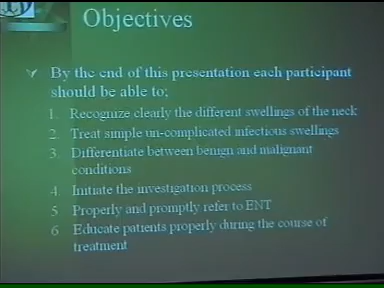 Objectives
By the end of this presentation each participant
should be able to;
1. Recognize clearly the different swellings of the neck
2. Treat simple un-complicated infectious swellings
3. Differentiate between benign and malignant
conditions
4 Initiate the investigation process
5 Properly and promptly refer to ENT
6 Educate patients properly during the course of
treatment